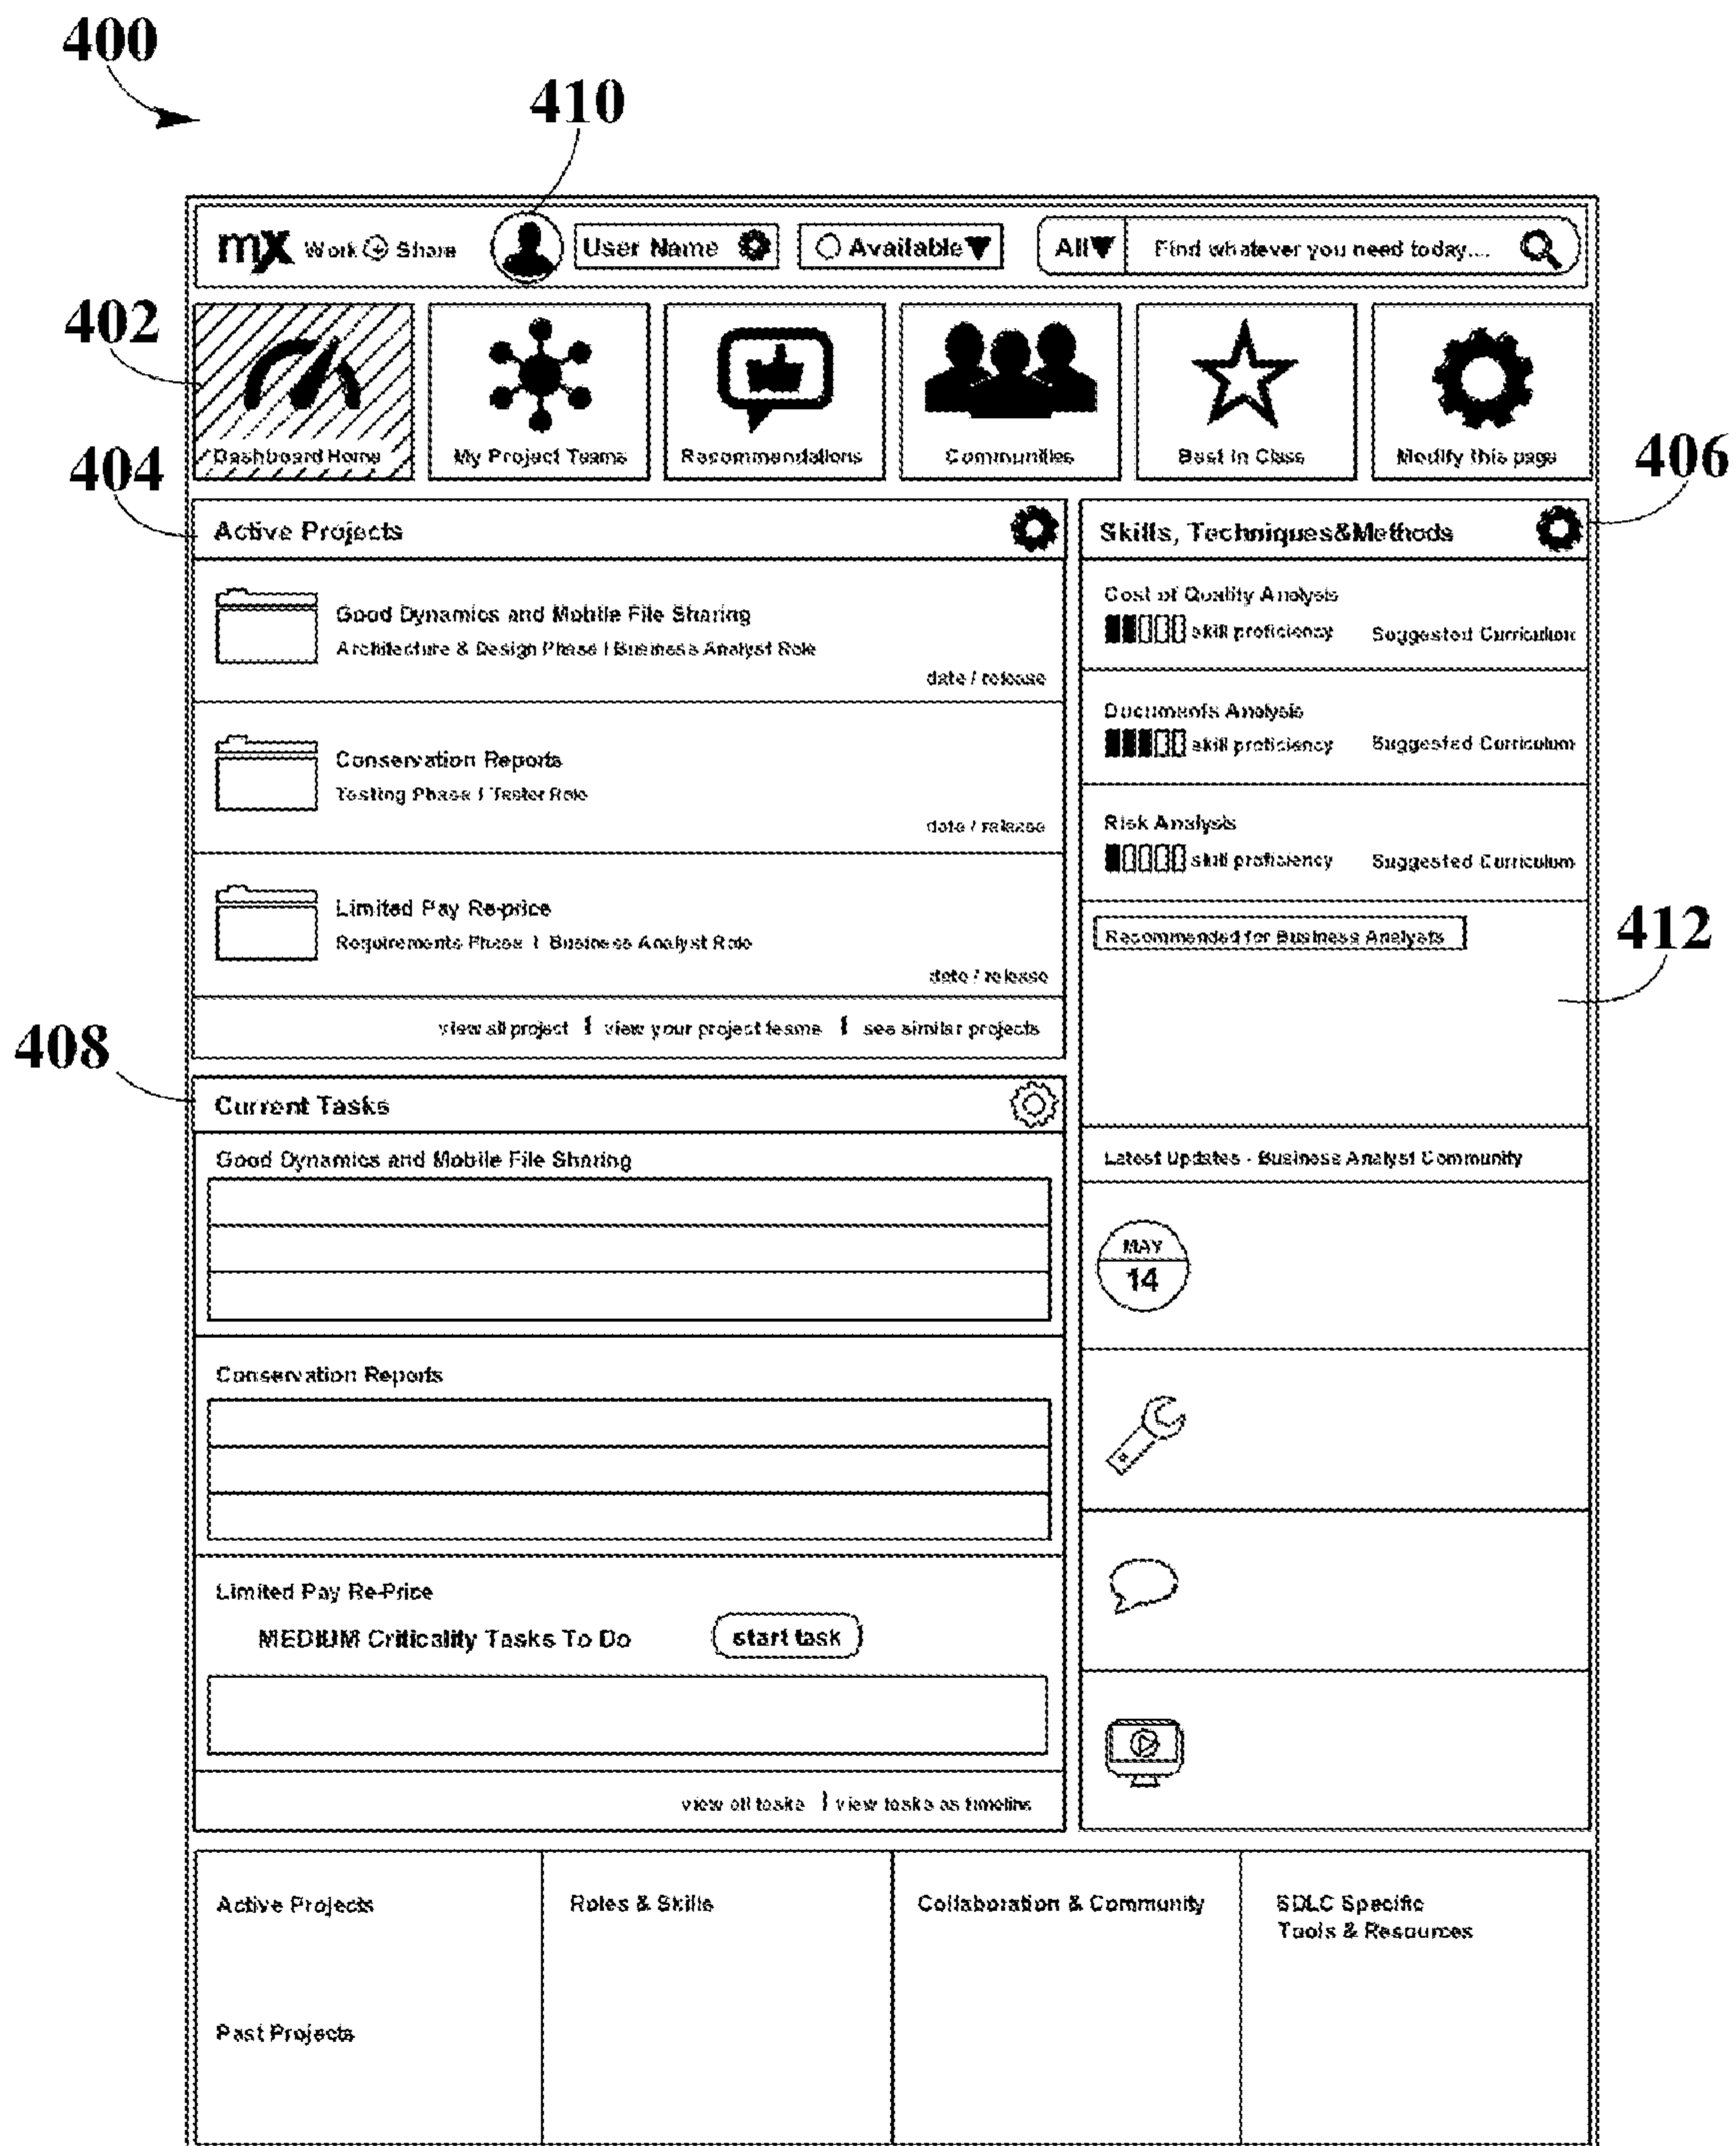 400
410
mx Work Share
User Name
Available
All
Find whatever you need today....
402
Dashboard Home
My Project Teams
Recommendations
Communities
Best In Class
Modify this page
404
406
Active Projects
Good Dynamics and Mobile File Sharing
Architecture & Design Phase | Business Analyst Role
date / release
Conservation Reports
Testing Phase | Tester Role
date / release
Limited Pay Re-price
Requirements Phase | Business Analyst Role
date / release
view all project | view your project teams | see similar projects
Skills, Techniques&Methods
Cost of Quality Analysis
skill proficiency Suggested Curriculum
Documents Analysis
skill proficiency Suggested Curriculum
Risk Analysis
skill proficiency Suggested Curriculum
Recommended for Business Analysts
412
408
Current Tasks
Good Dynamics and Mobile File Sharing
Conservation Reports
Limited Pay Re-Price
MEDIUM Criticality Tasks To Do
start task
view all tasks | view tasks as timeline
Latest Updates - Business Analyst Community
MAY
14
Active Projects
Past Projects
Roles & Skills
Collaboration & Community
SDLC Specific
Tools & Resources